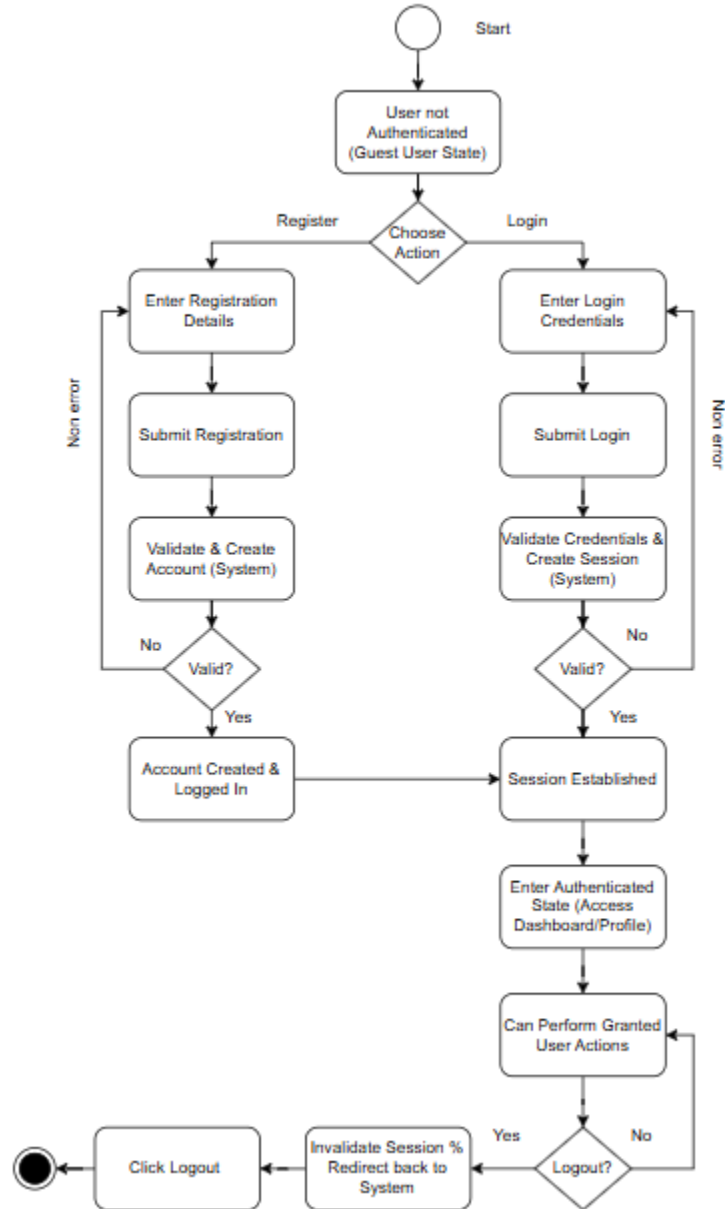 Start
User not
Authenticated
(Guest User State)
Register
Choose
Action
Login
Enter Registration
Details
Enter Login
Credentials
Non error
Non error
Submit Registration
Submit Login
Validate & Create
Account (System)
Validate Credentials &
Create Session
(System)
No
Valid?
No
Valid?
Yes
Yes
Account Created &
Logged In
Session Established
Enter Authenticated
State (Access
Dashboard/Profile)
Can Perform Granted
User Actions
Click Logout
Invalidate Session %
Redirect back to
System
Yes
Logout?
No